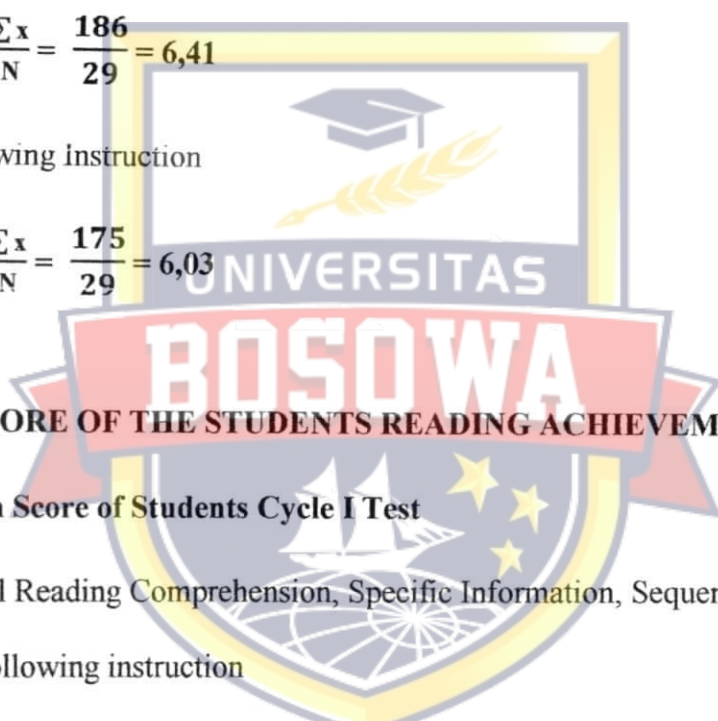 Σx/N = 186/29 = 6,41
wing instruction
Σx/N = 175/29 = 6,03
UNIVERSITAS
BOSOWA
ORE OF THE STUDENTS READING ACHIEVEM
n Score of Students Cycle I Test
l Reading Comprehension, Specific Information, Sequen
ollowing instruction